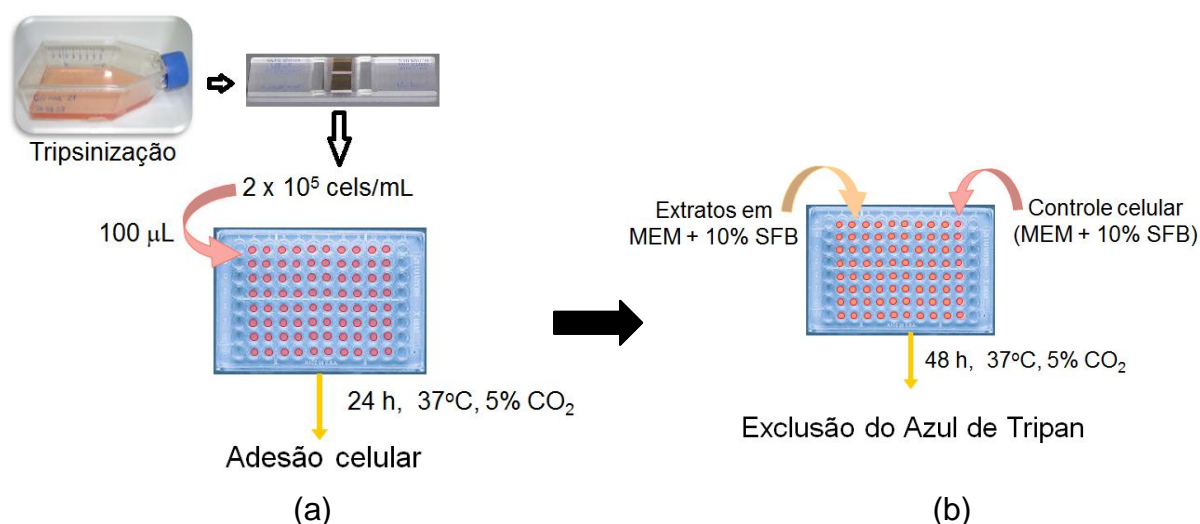 Tripsinização
2 x 10⁵ cels/mL
100 µL
24 h, 37ºC, 5% CO₂
Adesão celular
(a)
Extratos em
MEM + 10% SFB
Controle celular
(MEM + 10% SFB)
48 h, 37ºC, 5% CO₂
Exclusão do Azul de Tripan
(b)